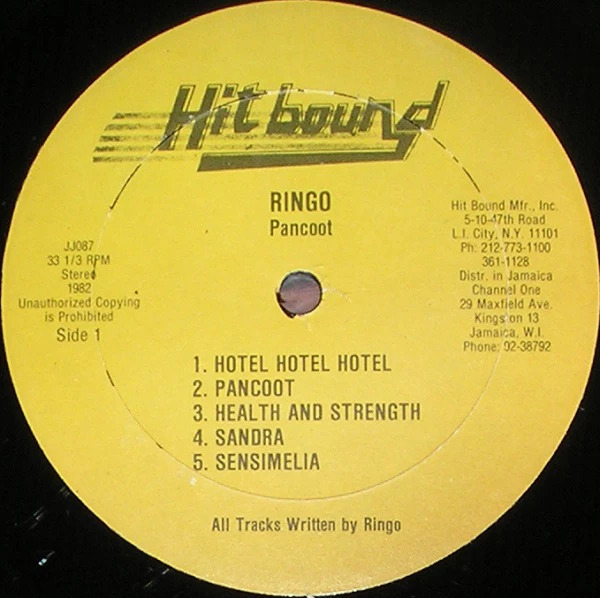 Hit bound
RINGO
Pancoot
JJ087
33 1/3 RPM
Stereo
1982
Unauthorized Copying
is Prohibited
Side 1
Hit Bound Mfr., Inc.
5-10-47th Road
L.I. City, N.Y. 11101
Ph: 212-773-1100
361-1128
Distr. in Jamaica
Channel One
29 Maxfield Ave.
Kingston 13
Jamaica, W.I.
Phone: 92-38792
1. HOTEL HOTEL HOTEL
2. PANCOOT
3. HEALTH AND STRENGTH
4. SANDRA
5. SENSIMELIA
All Tracks Written by Ringo